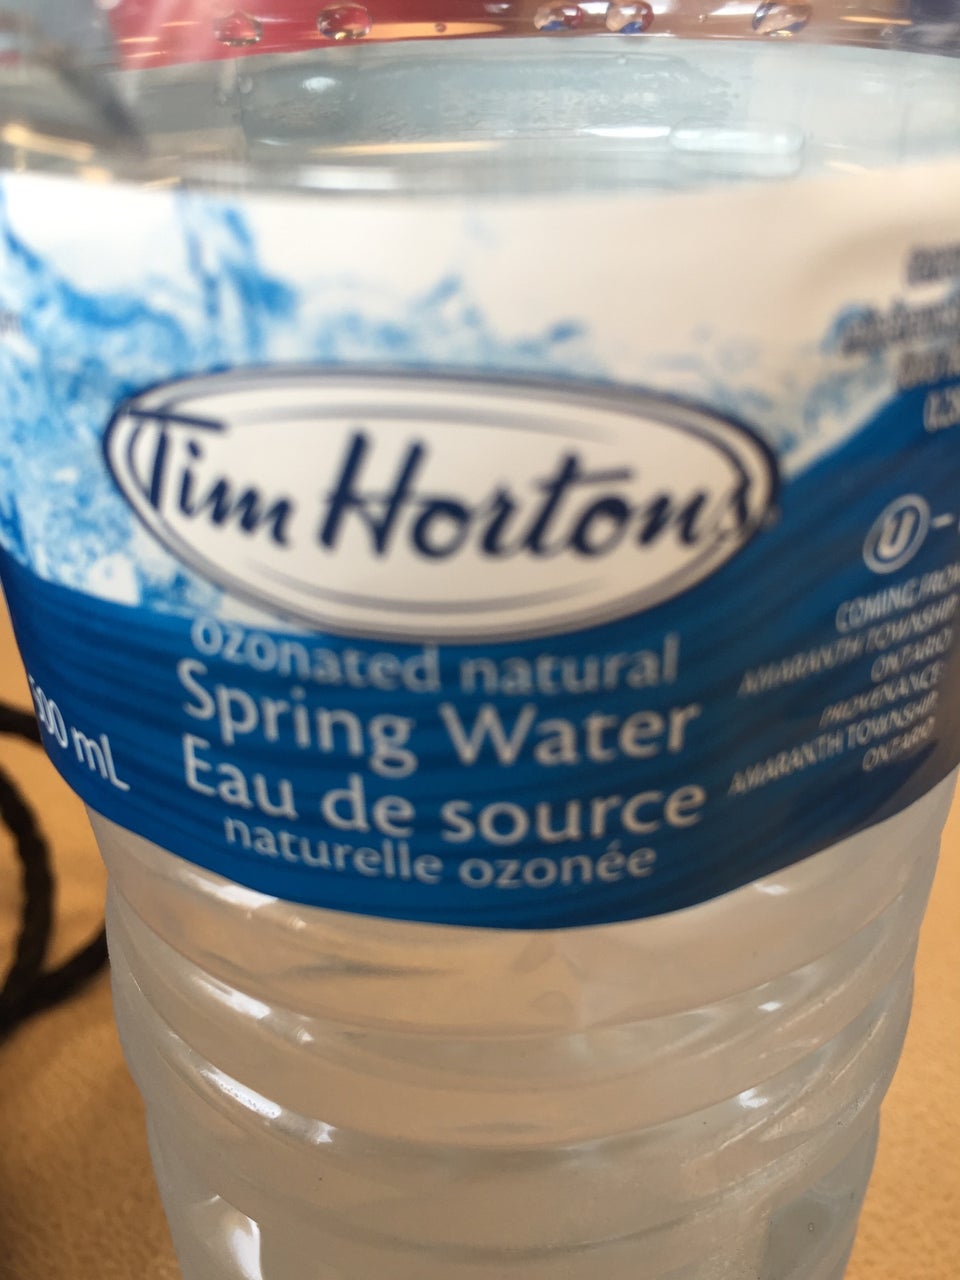 Tim Hortons
ozonated natural
Spring Water
Eau de source
naturelle ozonée
500 mL
U
COMING FROM
AMARANTH TOWNSHIP
ONTARIO
PROVENANCE
AMARANTH TOWNSHIP
ONTARIO